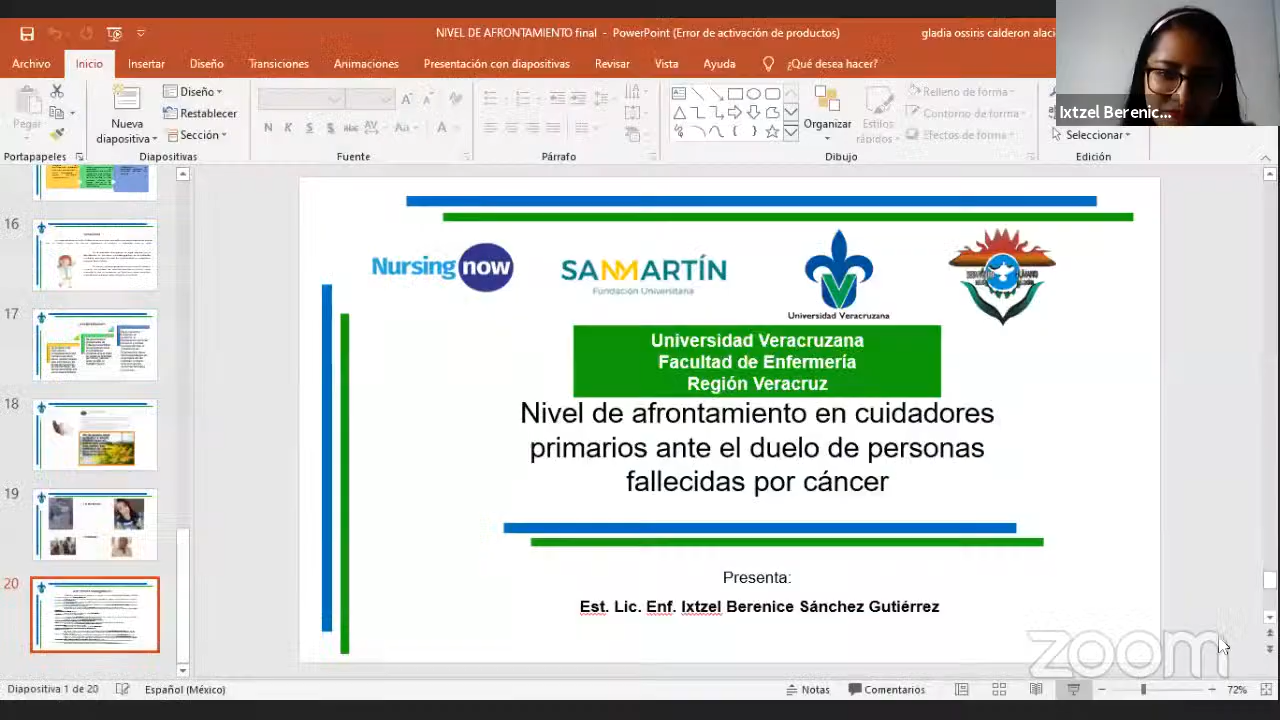 NIVEL DE AFRONTAMIENTO final - PowerPoint (Error de activación de productos)
gladia ossiris calderon alacio
Archivo Inicio Insertar Diseño Transiciones Animaciones Presentación con diapositivas Revisar Vista Ayuda ¿Qué desea hacer?
Pegar
Nueva diapositiva
Diseño
Restablecer
Sección
N K S S
Aa
A
Organizar
Estilos rápidos
Relleno de forma
Contorno de forma
Efectos de forma
Seleccionar
Ixtzel Berenic...
Portapapeles Diapositivas Fuente Párrafo Dibujo Edición
16
17
18
19
20
Nursing now
SANMARTÍN
Fundación Universitaria
Universidad Veracruzana
Universidad Veracruzana
Facultad de Enfermería
Región Veracruz
Nivel de afrontamiento en cuidadores
primarios ante el duelo de personas
fallecidas por cáncer
Presenta:
Est. Lic. Enf. Ixtzel Berenice Sánchez Gutiérrez
zoom
Diapositiva 1 de 20 Español (México) Notas Comentarios 72%